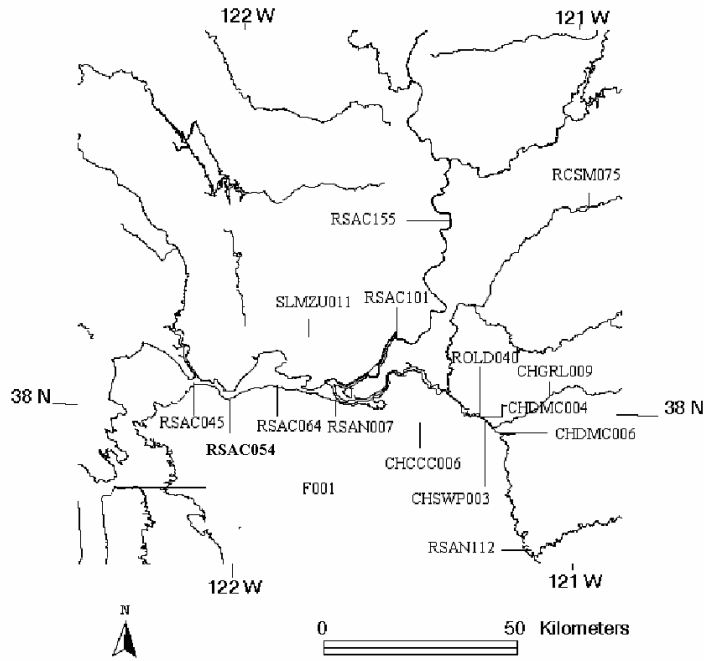 122 W
121 W
RCSM075
RSAC155
SLMZU011
RSAC101
ROLD040
CHGRL009
38 N
38 N
CHDMC004
RSAC045
RSAC064
RSAN007
CHDMC006
RSAC054
CHCCC006
F001
CHSWP003
RSAN112
122 W
121 W
N
0
50 Kilometers